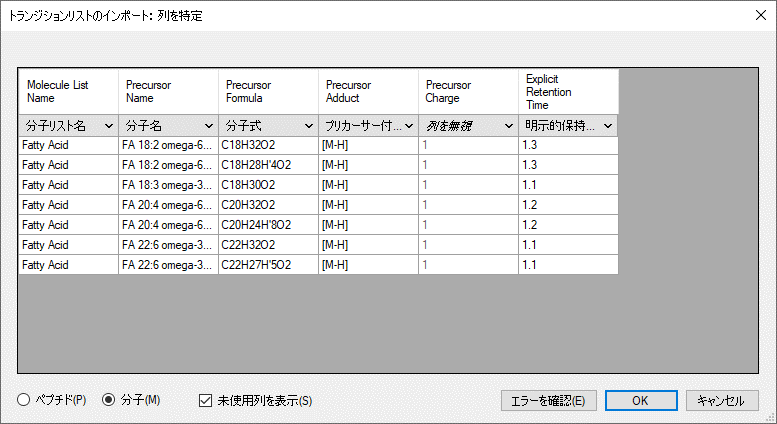 トランジションリストのインポート: 列を特定
Molecule List Name Precursor Name Precursor Formula Precursor Adduct Precursor Charge Explicit Retention Time
分子リスト名 分子名 分子式 プリカーサー付... 列を無視 明示的保持...
Fatty Acid FA 18:2 omega-6... C18H32O2 [M-H] 1 1.3
Fatty Acid FA 18:2 omega-6... C18H28H'4O2 [M-H] 1 1.3
Fatty Acid FA 18:3 omega-3... C18H30O2 [M-H] 1 1.1
Fatty Acid FA 20:4 omega-6... C20H32O2 [M-H] 1 1.2
Fatty Acid FA 20:4 omega-6... C20H24H'8O2 [M-H] 1 1.2
Fatty Acid FA 22:6 omega-3... C22H32O2 [M-H] 1 1.1
Fatty Acid FA 22:6 omega-3... C22H27H'5O2 [M-H] 1 1.1
ペプチド(P) 分子(M) 未使用列を表示(S) エラーを確認(E) OK キャンセル